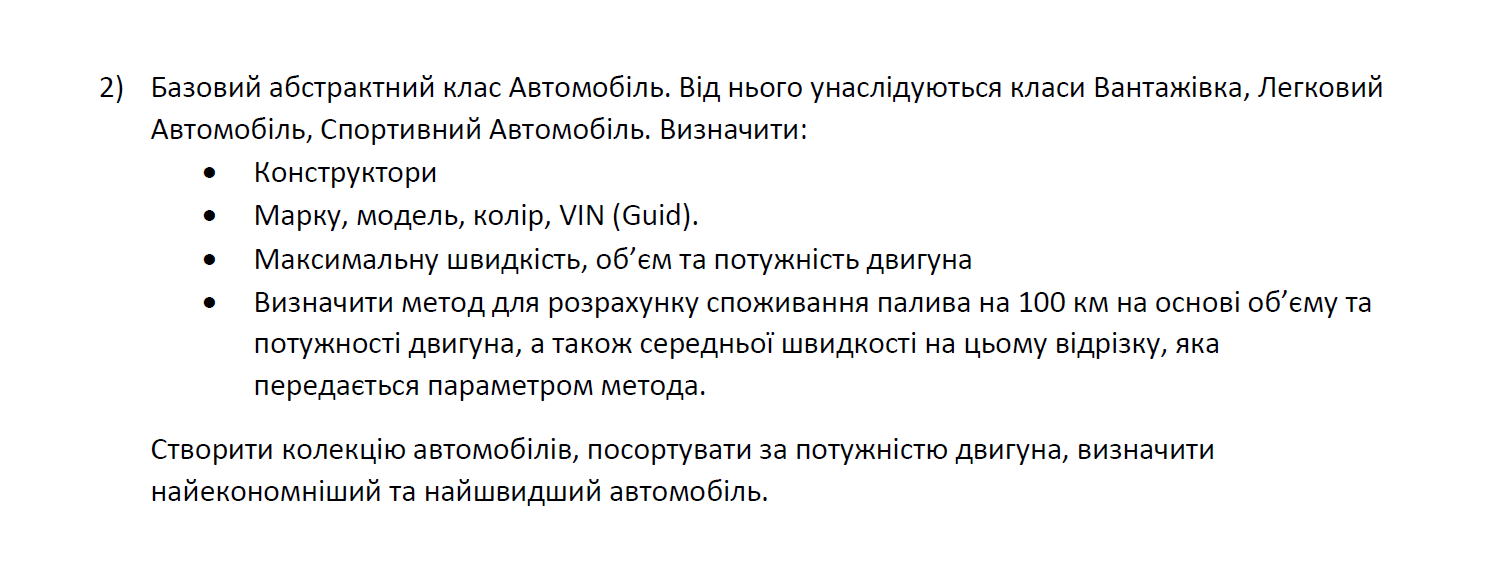 2) Базовий абстрактний клас Автомобіль. Від нього унаслідуються класи Вантажівка, Легковий
Автомобіль, Спортивний Автомобіль. Визначити:
• Конструктори
• Марку, модель, колір, VIN (Guid).
• Максимальну швидкість, об’єм та потужність двигуна
• Визначити метод для розрахунку споживання палива на 100 км на основі об’єму та
потужності двигуна, а також середньої швидкості на цьому відрізку, яка
передається параметром метода.
Створити колекцію автомобілів, посортувати за потужністю двигуна, визначити
найекономніший та найшвидший автомобіль.